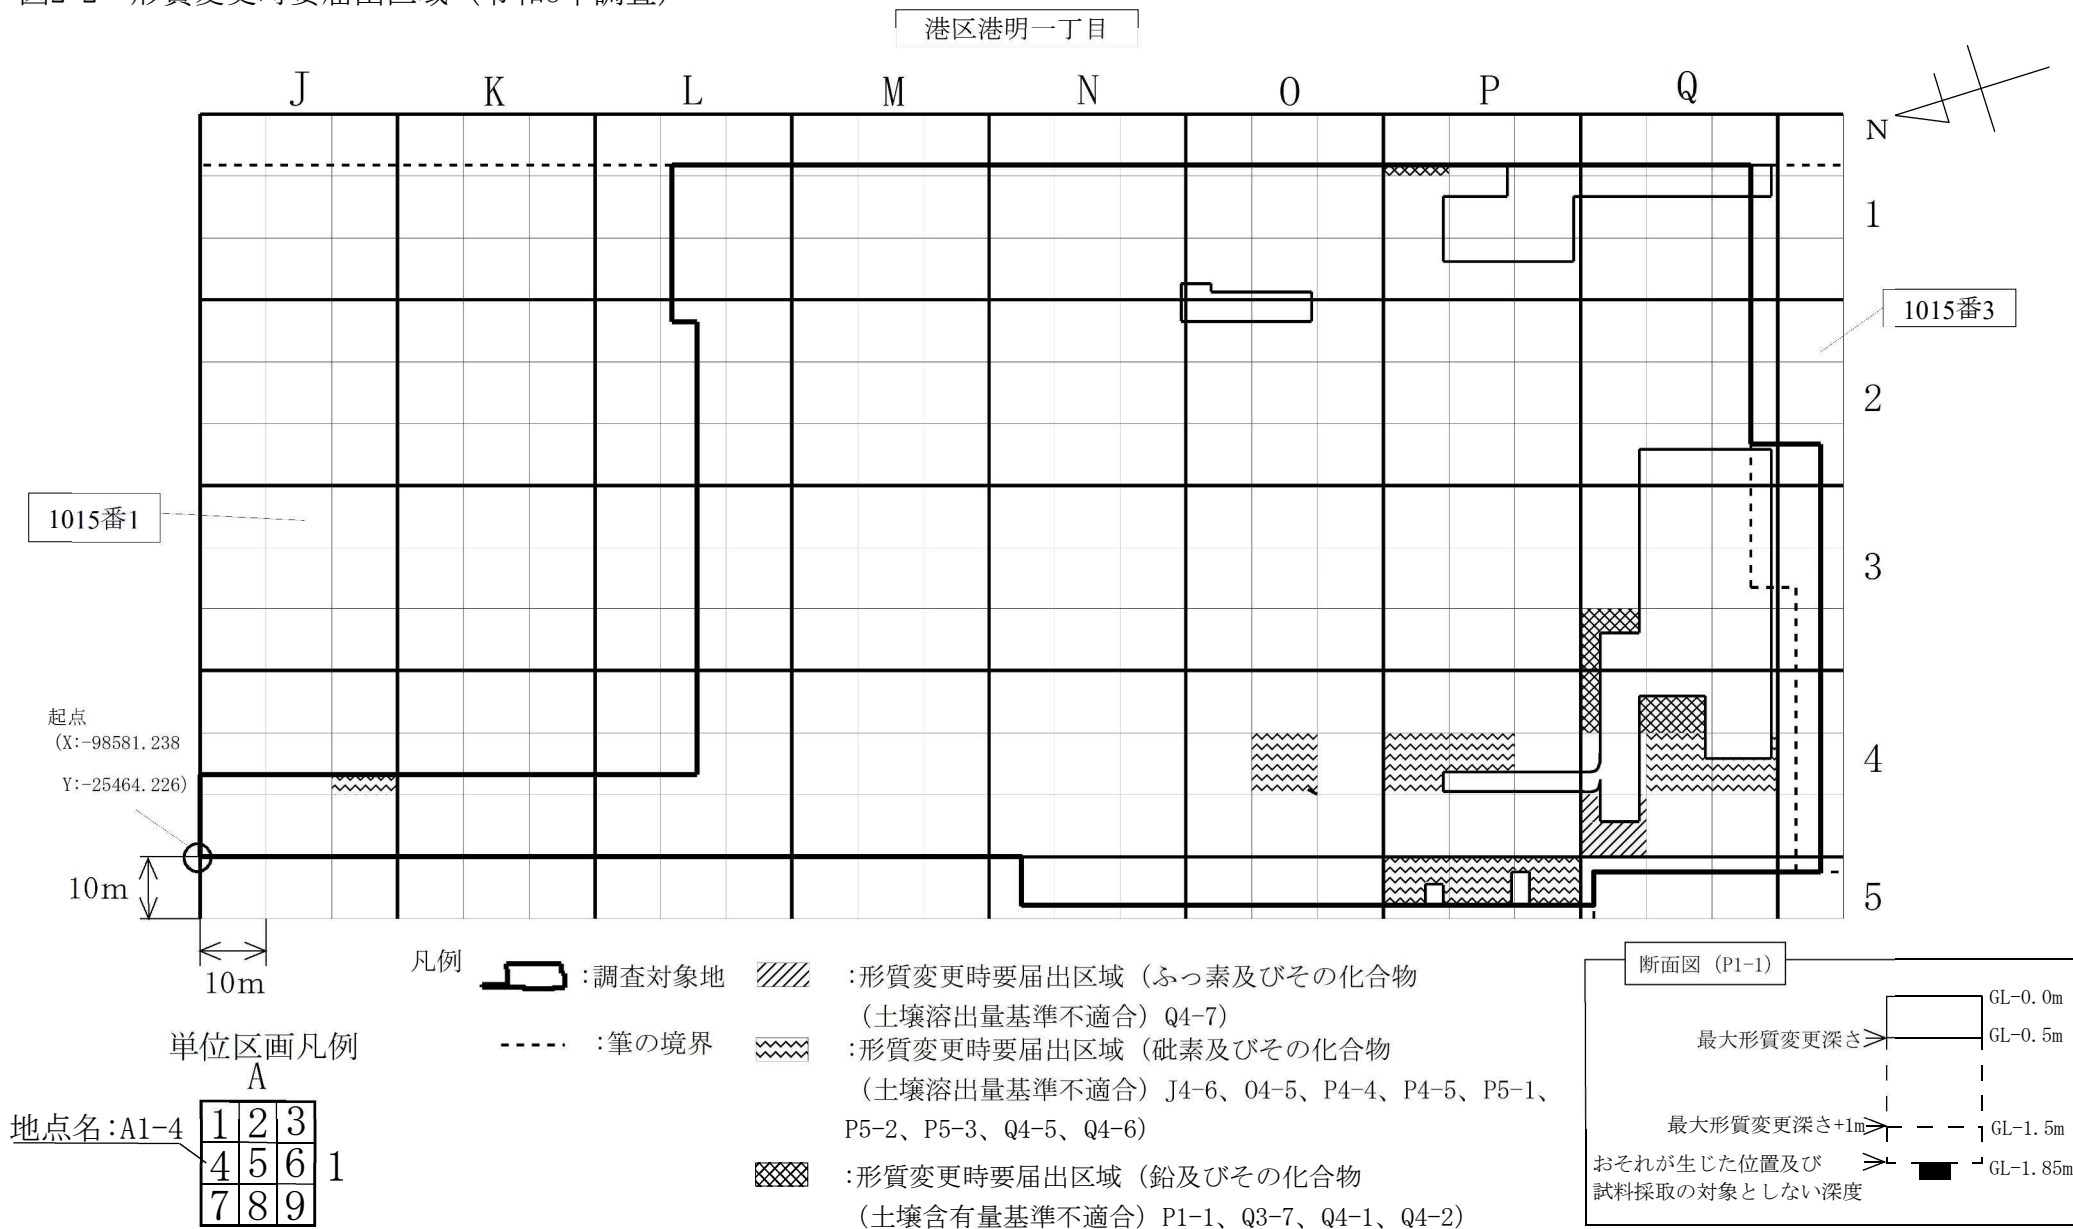 港区港明一丁目
J K L M N O P Q
N
1
1015番3
2
1015番1
3
起点
(X:-98581.238
Y:-25464.226)
4
10m
5
10m
凡例
:調査対象地
:筆の境界
:形質変更時要届出区域（ふっ素及びその化合物
（土壌溶出量基準不適合）Q4-7)
:形質変更時要届出区域（砒素及びその化合物
（土壌溶出量基準不適合）J4-6、O4-5、P4-4、P4-5、P5-1、
P5-2、P5-3、Q4-5、Q4-6)
:形質変更時要届出区域（鉛及びその化合物
（土壌含有量基準不適合）P1-1、Q3-7、Q4-1、Q4-2)
単位区画凡例
A
地点名:A1-4
1 2 3
4 5 6 1
7 8 9
断面図（P1-1）
GL-0.0m
最大形質変更深さ GL-0.5m
最大形質変更深さ+1m GL-1.5m
おそれが生じた位置及び GL-1.85m
試料採取の対象としない深度